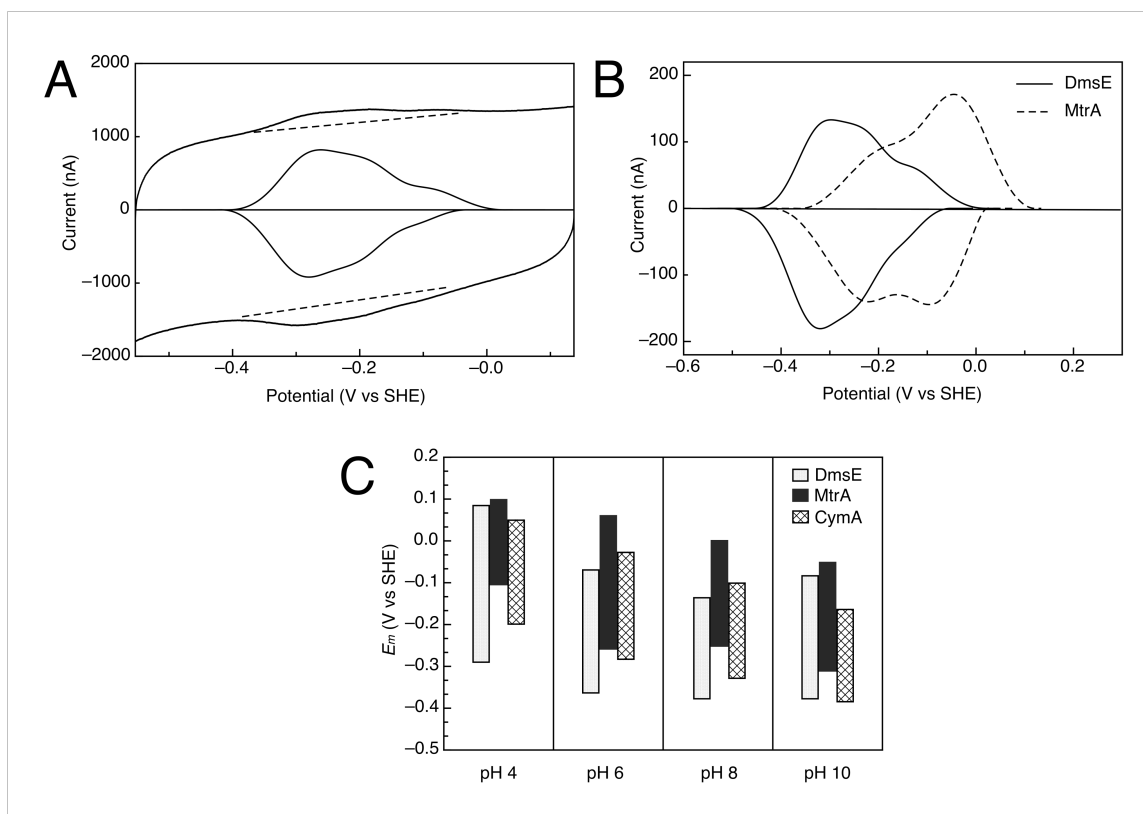 A
2000
1000
0
–1000
–2000
Current (nA)
–0.4
–0.2
–0.0
Potential (V vs SHE)
B
200
100
0
–100
–200
Current (nA)
DmsE
MtrA
–0.6
–0.4
–0.2
0.0
0.2
Potential (V vs SHE)
C
0.2
0.1
0.0
–0.1
–0.2
–0.3
–0.4
–0.5
Em (V vs SHE)
DmsE
MtrA
CymA
pH 4
pH 6
pH 8
pH 10